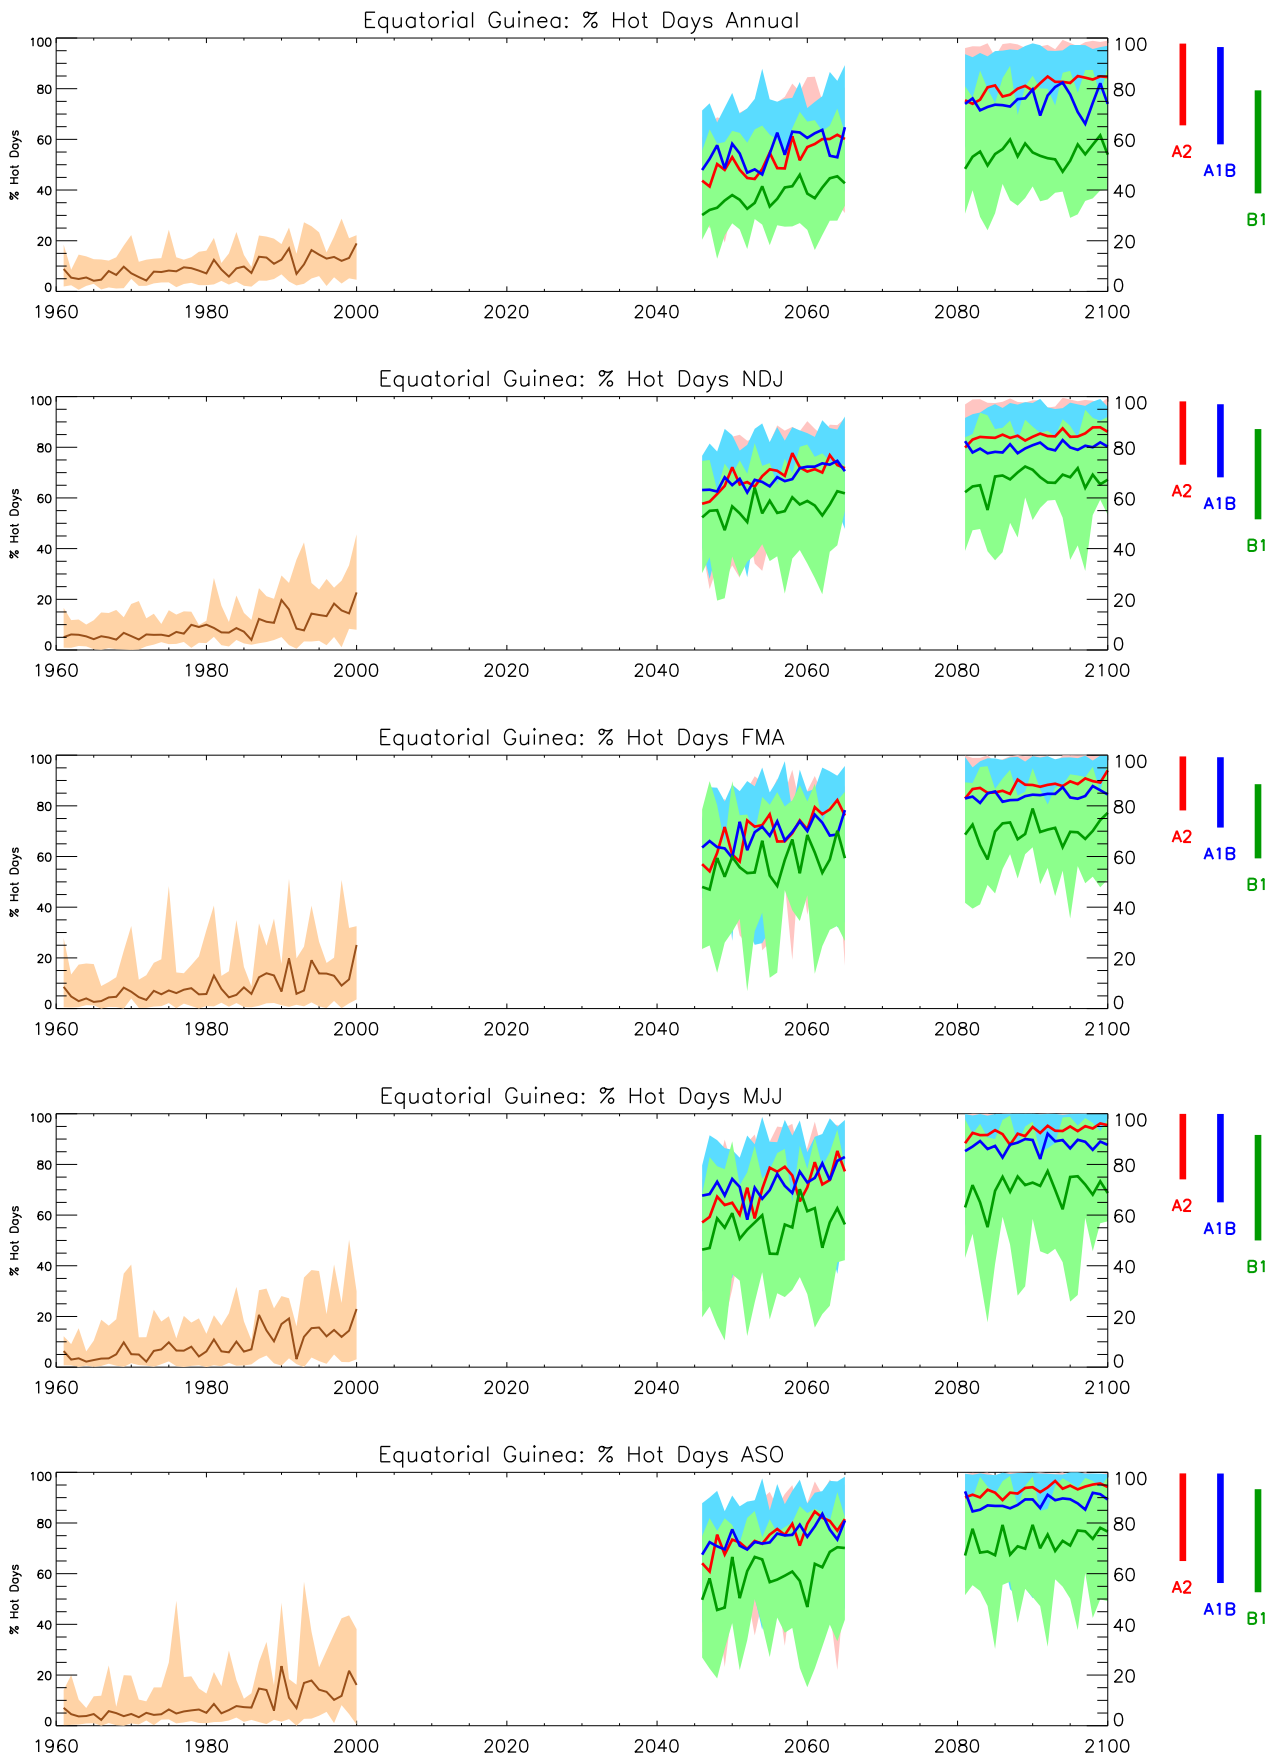 Equatorial Guinea: % Hot Days Annual
100 80 60 40 20 0
% Hot Days
100 80 60 40 20 0
1960 1980 2000 2020 2040 2060 2080 2100
A2 A1B B1
Equatorial Guinea: % Hot Days NDJ
100 80 60 40 20 0
% Hot Days
100 80 60 40 20 0
1960 1980 2000 2020 2040 2060 2080 2100
A2 A1B B1
Equatorial Guinea: % Hot Days FMA
100 80 60 40 20 0
% Hot Days
100 80 60 40 20 0
1960 1980 2000 2020 2040 2060 2080 2100
A2 A1B B1
Equatorial Guinea: % Hot Days MJJ
100 80 60 40 20 0
% Hot Days
100 80 60 40 20 0
1960 1980 2000 2020 2040 2060 2080 2100
A2 A1B B1
Equatorial Guinea: % Hot Days ASO
100 80 60 40 20 0
% Hot Days
100 80 60 40 20 0
1960 1980 2000 2020 2040 2060 2080 2100
A2 A1B B1